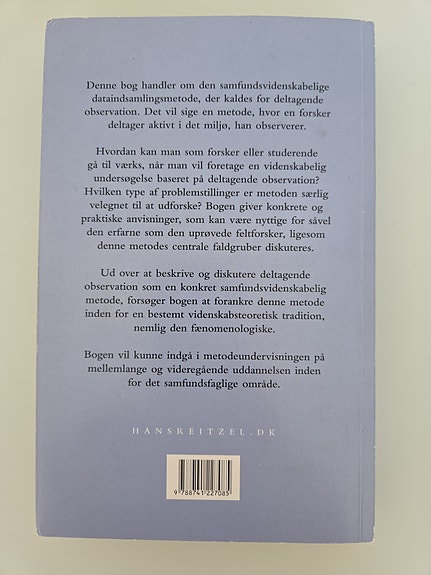 Denne bog handler om den samfundsvidenskabelige
dataindsamlingsmetode, der kaldes for deltagende
observation. Det vil sige en metode, hvor en forsker
deltager aktivt i det miljø, han observerer.
Hvordan kan man som forsker eller studerende
gå til værks, når man vil foretage en videnskabelig
undersøgelse baseret på deltagende observation?
Hvilken type af problemstillinger er metoden særlig
velegnet til at udforske? Bogen giver konkrete og
praktiske anvisninger, som kan være nyttige for såvel
den erfarne som den uprøvede feltforsker, ligesom
denne metodes centrale faldgruber diskuteres.
Ud over at beskrive og diskutere deltagende
observation som en konkret samfundsvidenskabelig
metode, forsøger bogen at forankre denne metode
inden for en bestemt videnskabsteoretisk tradition,
nemlig den fænomenologiske.
Bogen vil kunne indgå i metodeundervisningen på
mellemlange og videregående uddannelsen inden
for det samfundsfaglige område.
HANSREITZEL.DK
9 788741 227085